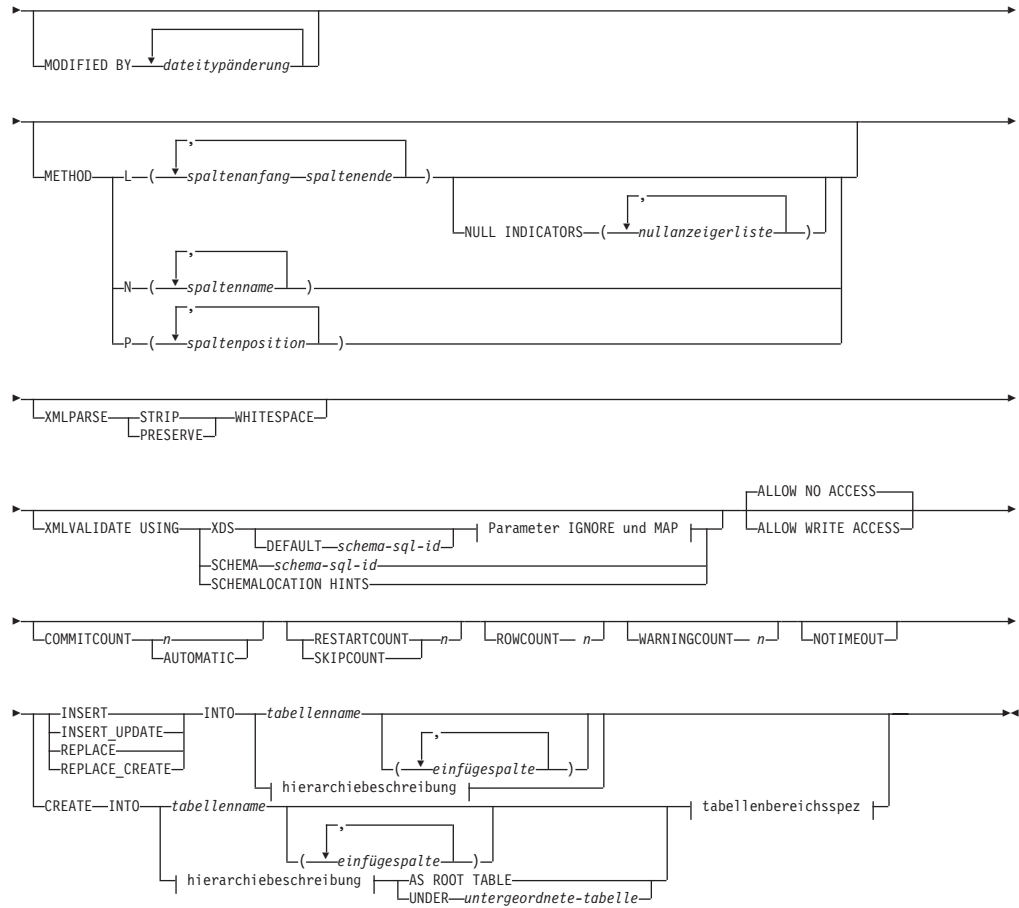 MODIFIED BY dateitypänderung
,
METHOD L ( spaltenanfang spaltenende )
,
NULL INDICATORS ( nullanzeigerliste )
,
N ( spaltenname )
,
P ( spaltenposition )
XMLPARSE STRIP WHITESPACE
PRESERVE
ALLOW NO ACCESS
XMLVALIDATE USING XDS Parameter IGNORE und MAP ALLOW WRITE ACCESS
DEFAULT schema-sql-id
SCHEMA schema-sql-id
SCHEMALOCATION HINTS
COMMITCOUNT n RESTARTCOUNT n ROWCOUNT n WARNINGCOUNT n NOTIMEOUT
AUTOMATIC SKIPCOUNT
INSERT INTO tabellenname
INSERT_UPDATE ,
REPLACE ( einfügespalte )
REPLACE_CREATE
hierarchiebeschreibung
CREATE INTO tabellenname tabellenbereichsspez
,
( einfügespalte )
hierarchiebeschreibung AS ROOT TABLE
UNDER untergeordnete-tabelle